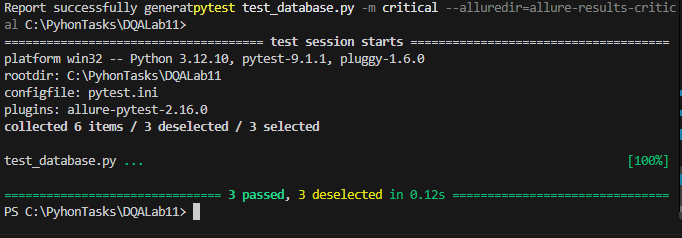 Report successfully generatpytest test_database.py -m critical --alluredir=allure-results-critic
al C:\PyhonTasks\DQALab11>
===================================== test session starts =====================================
platform win32 -- Python 3.12.10, pytest-9.1.1, pluggy-1.6.0
rootdir: C:\PyhonTasks\DQALab11
configfile: pytest.ini
plugins: allure-pytest-2.16.0
collected 6 items / 3 deselected / 3 selected
test_database.py ... [100%]
=============================== 3 passed, 3 deselected in 0.12s ===============================
PS C:\PyhonTasks\DQALab11>